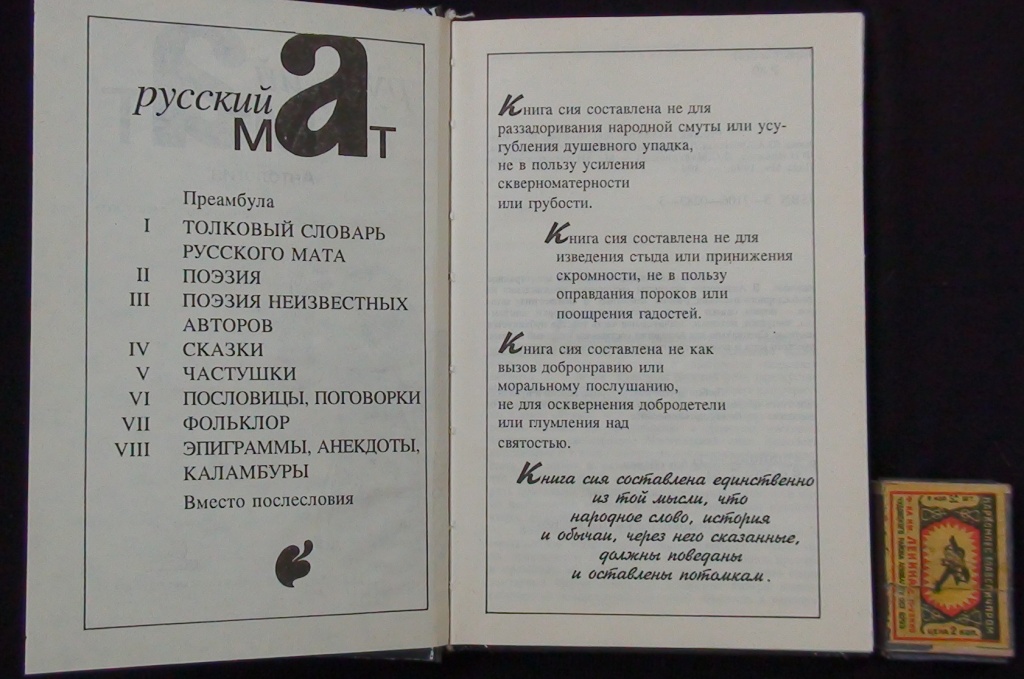 русский
мат
Преамбула
I ТОЛКОВЫЙ СЛОВАРЬ
РУССКОГО МАТА
II ПОЭЗИЯ
III ПОЭЗИЯ НЕИЗВЕСТНЫХ
АВТОРОВ
IV СКАЗКИ
V ЧАСТУШКИ
VI ПОСЛОВИЦЫ, ПОГОВОРКИ
VII ФОЛЬКЛОР
VIII ЭПИГРАММЫ, АНЕКДОТЫ,
КАЛАМБУРЫ
Вместо послесловия
Книга сия составлена не для
раззадоривания народной смуты или усу-
губления душевного упадка,
не в пользу усиления
скверноматерности
или грубости.
Книга сия составлена не для
изведения стыда или принижения
скромности, не в пользу
оправдания пороков или
поощрения гадостей.
Книга сия составлена не как
вызов добронравию или
моральному послушанию,
не для осквернения добродетели
или глумления над
святостью.
Книга сия составлена единственно
из той мысли, что
народное слово, история
и обычаи, через него сказанные,
должны поведаны
и оставлены потомкам.
ЛЕНИНА
ЦЕНА 2 КОП.